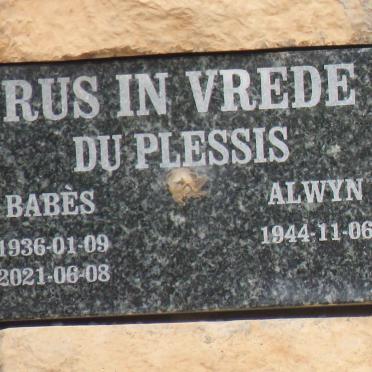 RUS IN VREDE
DU PLESSIS
BABÈS ALWYN
1936-01-09 1944-11-06
2021-06-08